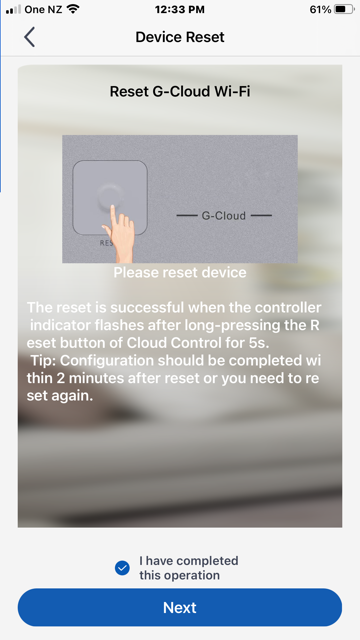 One NZ 12:33 PM 61%
Device Reset
Reset G-Cloud Wi-Fi
G-Cloud
RES
Please reset device
The reset is successful when the controller
indicator flashes after long-pressing the R
eset button of Cloud Control for 5s.
Tip: Configuration should be completed wi
thin 2 minutes after reset or you need to re
set again.
I have completed
this operation
Next